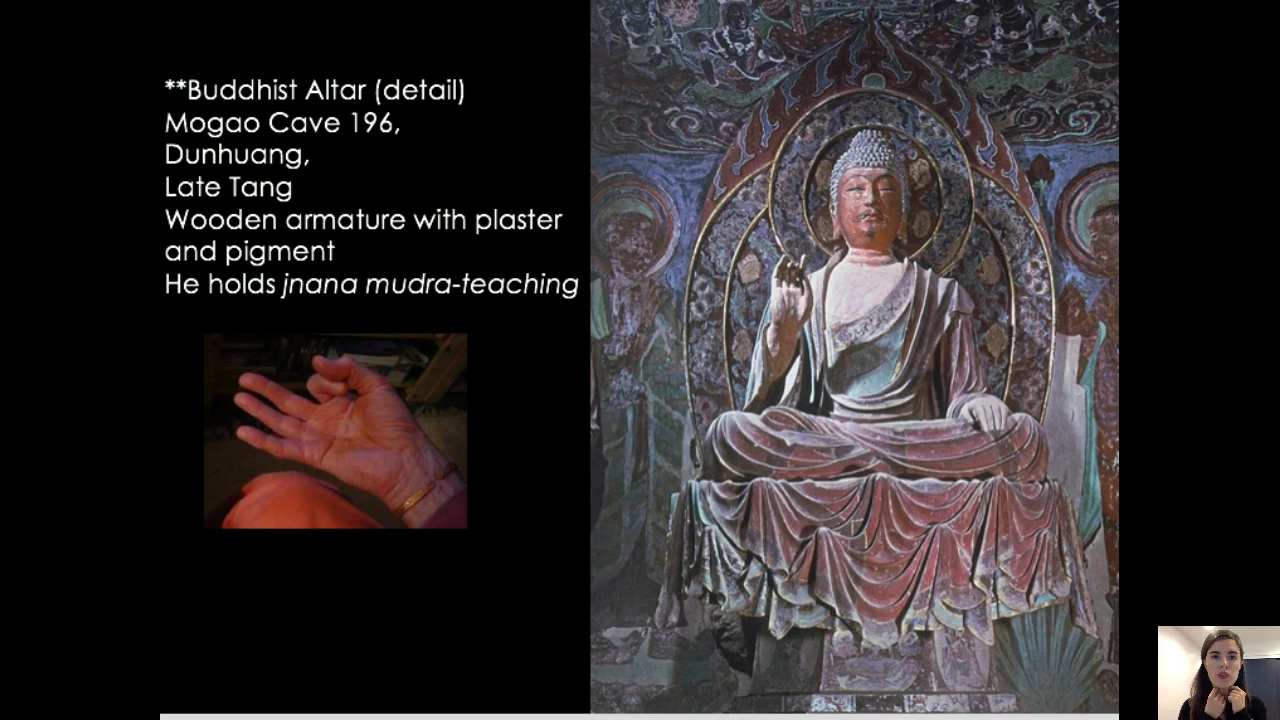 **Buddhist Altar (detail)
Mogao Cave 196,
Dunhuang,
Late Tang
Wooden armature with plaster
and pigment
He holds jnana mudra-teaching